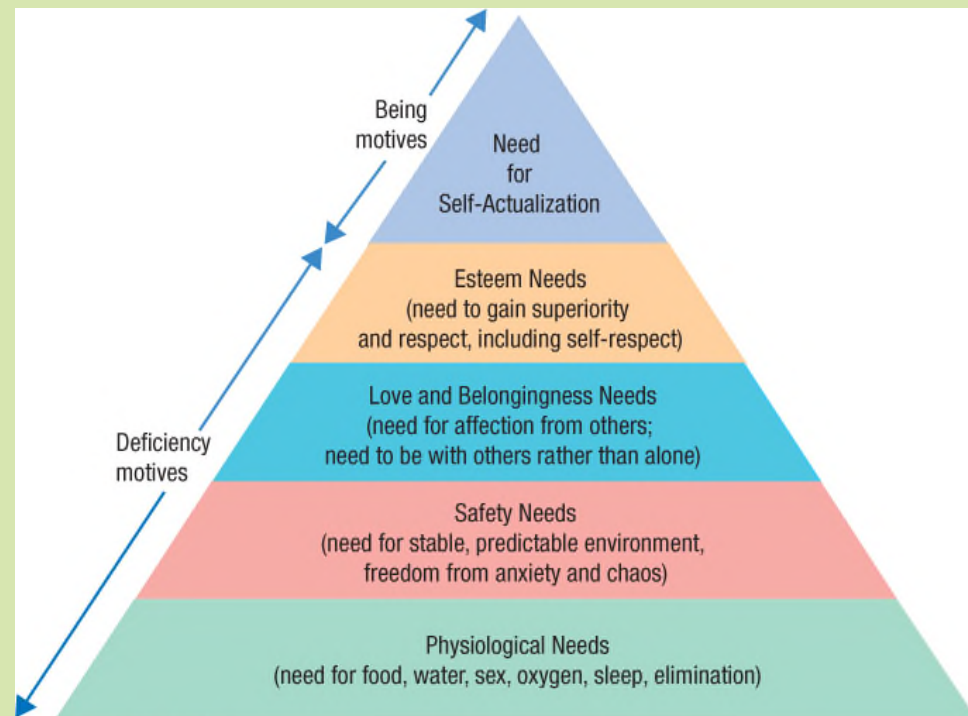 Being
motives
Need
for
Self-Actualization
Esteem Needs
(need to gain superiority
and respect, including self-respect)
Love and Belongingness Needs
(need for affection from others;
need to be with others rather than alone)
Deficiency
motives
Safety Needs
(need for stable, predictable environment,
freedom from anxiety and chaos)
Physiological Needs
(need for food, water, sex, oxygen, sleep, elimination)